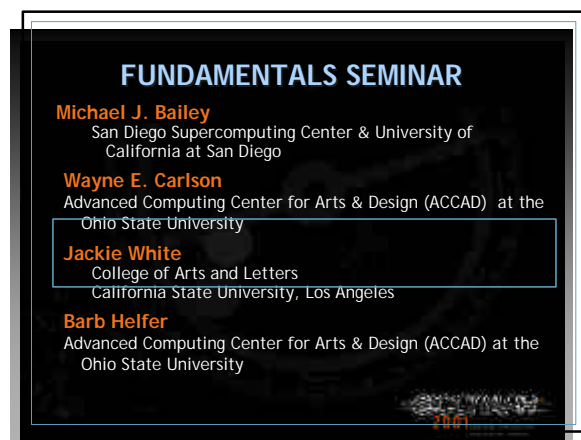 FUNDAMENTALS SEMINAR
Michael J. Bailey
San Diego Supercomputing Center & University of
California at San Diego
Wayne E. Carlson
Advanced Computing Center for Arts & Design (ACCAD) at the
Ohio State University
Jackie White
College of Arts and Letters
California State University, Los Angeles
Barb Helfer
Advanced Computing Center for Arts & Design (ACCAD) at the
Ohio State University
2001